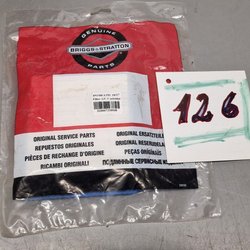 GENUINE
BRIGGS & STRATTON
PARTS
ORIGINAL SERVICE PARTS
REPUESTOS ORIGINALES
PIÈCES DE RECHANGE D'ORIGINE
RICAMBI ORIGINALI
ORIGINAL ERSATZTEILE
ORIGINAL RESERVDELAR
PEÇAS ORIGINAIS
126